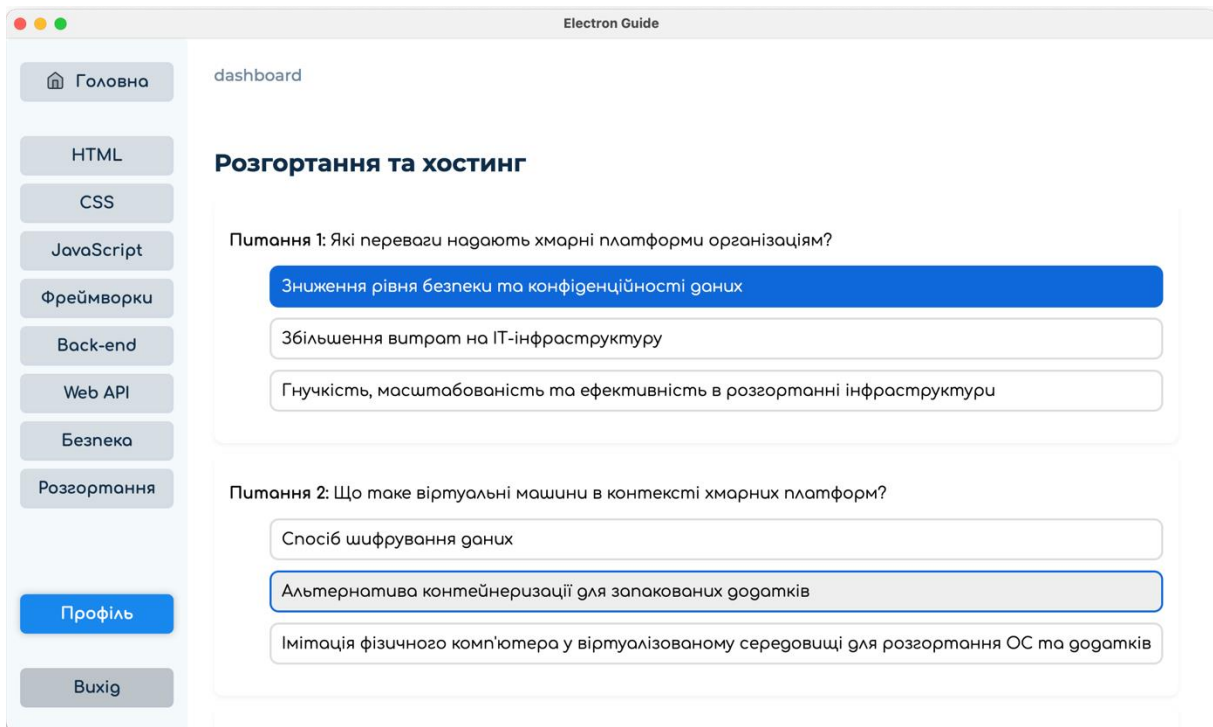 Electron Guide
Головна
HTML
CSS
JavaScript
Фреймворки
Back-end
Web API
Безпека
Розгортання
Профіль
Вихід
dashboard
Розгортання та хостинг
Питання 1: Які переваги надають хмарні платформи організаціям?
Зниження рівня безпеки та конфіденційності даних
Збільшення витрат на ІТ-інфраструктуру
Гнучкість, масштабованість та ефективність в розгортанні інфраструктури
Питання 2: Що таке віртуальні машини в контексті хмарних платформ?
Спосіб шифрування даних
Альтернатива контейнеризації для запакованих додатків
Імітація фізичного комп'ютера у віртуалізованому середовищі для розгортання ОС та додатків